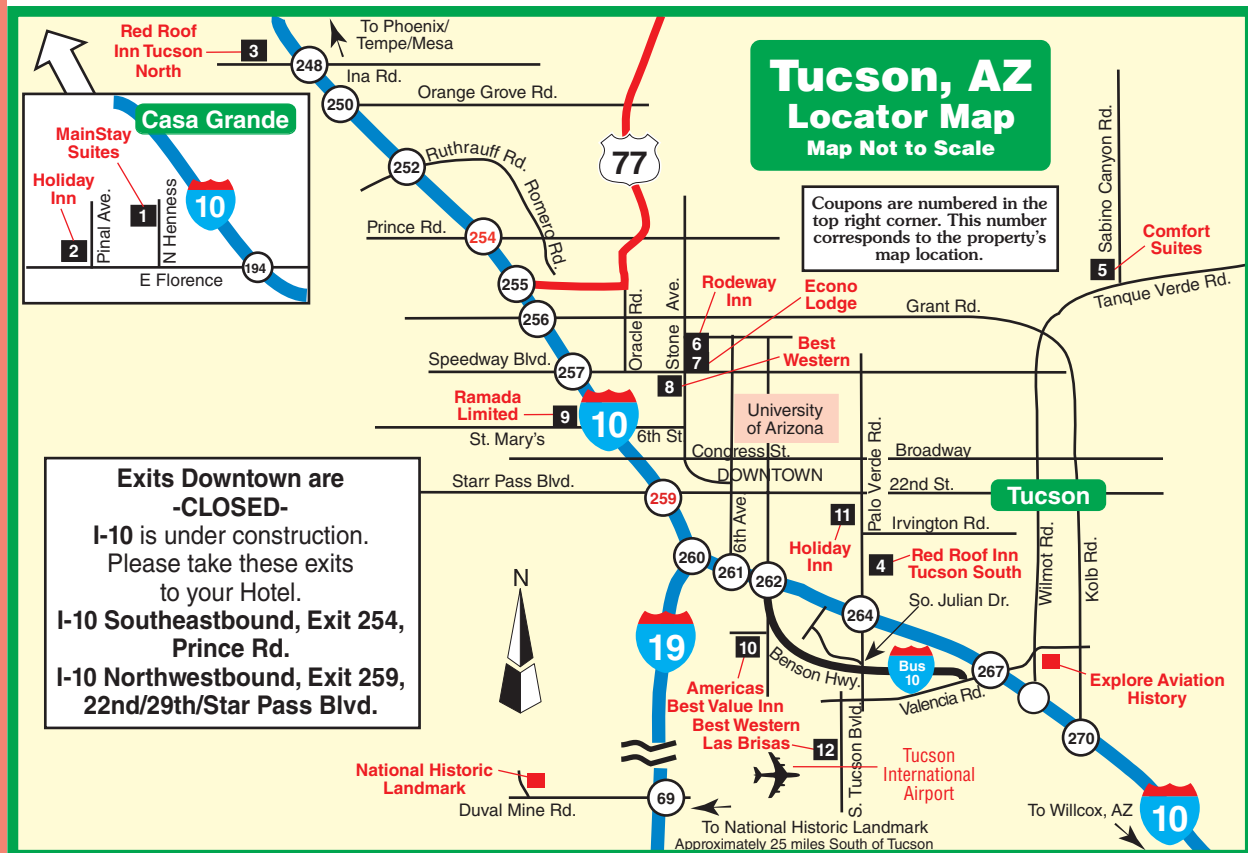 Tucson, AZ
Locator Map
Map Not to Scale
Coupons are numbered in the
top right corner. This number
corresponds to the property's
map location.
Red Roof
Inn Tucson
North
3
To Phoenix/
Tempe/Mesa
248
Ina Rd.
250
Orange Grove Rd.
Casa Grande
MainStay
Suites
Holiday
Inn
1
2
Pinal Ave.
N Henness
10
194
E Florence
252
Ruthrauff Rd.
Romero Rd.
77
Prince Rd.
254
255
256
Oracle Rd.
Stone Ave.
Rodeway
Inn
Econo
Lodge
Grant Rd.
Sabino Canyon Rd.
Comfort
Suites
5
Tanque Verde Rd.
6
7
8
Best
Western
Speedway Blvd.
257
Ramada
Limited
9
10
St. Mary's
6th St
University
of Arizona
Congress St.
Broadway
DOWNTOWN
Starr Pass Blvd.
259
22nd St.
Tucson
Palo Verde Rd.
6th Ave.
11
Holiday
Inn
Irvington Rd.
4
Red Roof Inn
Tucson South
Wilmot Rd.
Kolb Rd.
Exits Downtown are
-CLOSED-
I-10 is under construction.
Please take these exits
to your Hotel.
I-10 Southeastbound, Exit 254,
Prince Rd.
I-10 Northwestbound, Exit 259,
22nd/29th/Star Pass Blvd.
N
260
261
262
264
So. Julian Dr.
19
10
Benson Hwy.
Bus
10
267
Valencia Rd.
Explore Aviation
History
Americas
Best Value Inn
Best Western
Las Brisas
12
S. Tucson Bvld.
Tucson
International
Airport
270
National Historic
Landmark
Duval Mine Rd.
69
To National Historic Landmark
Approximately 25 miles South of Tucson
To Willcox, AZ
10